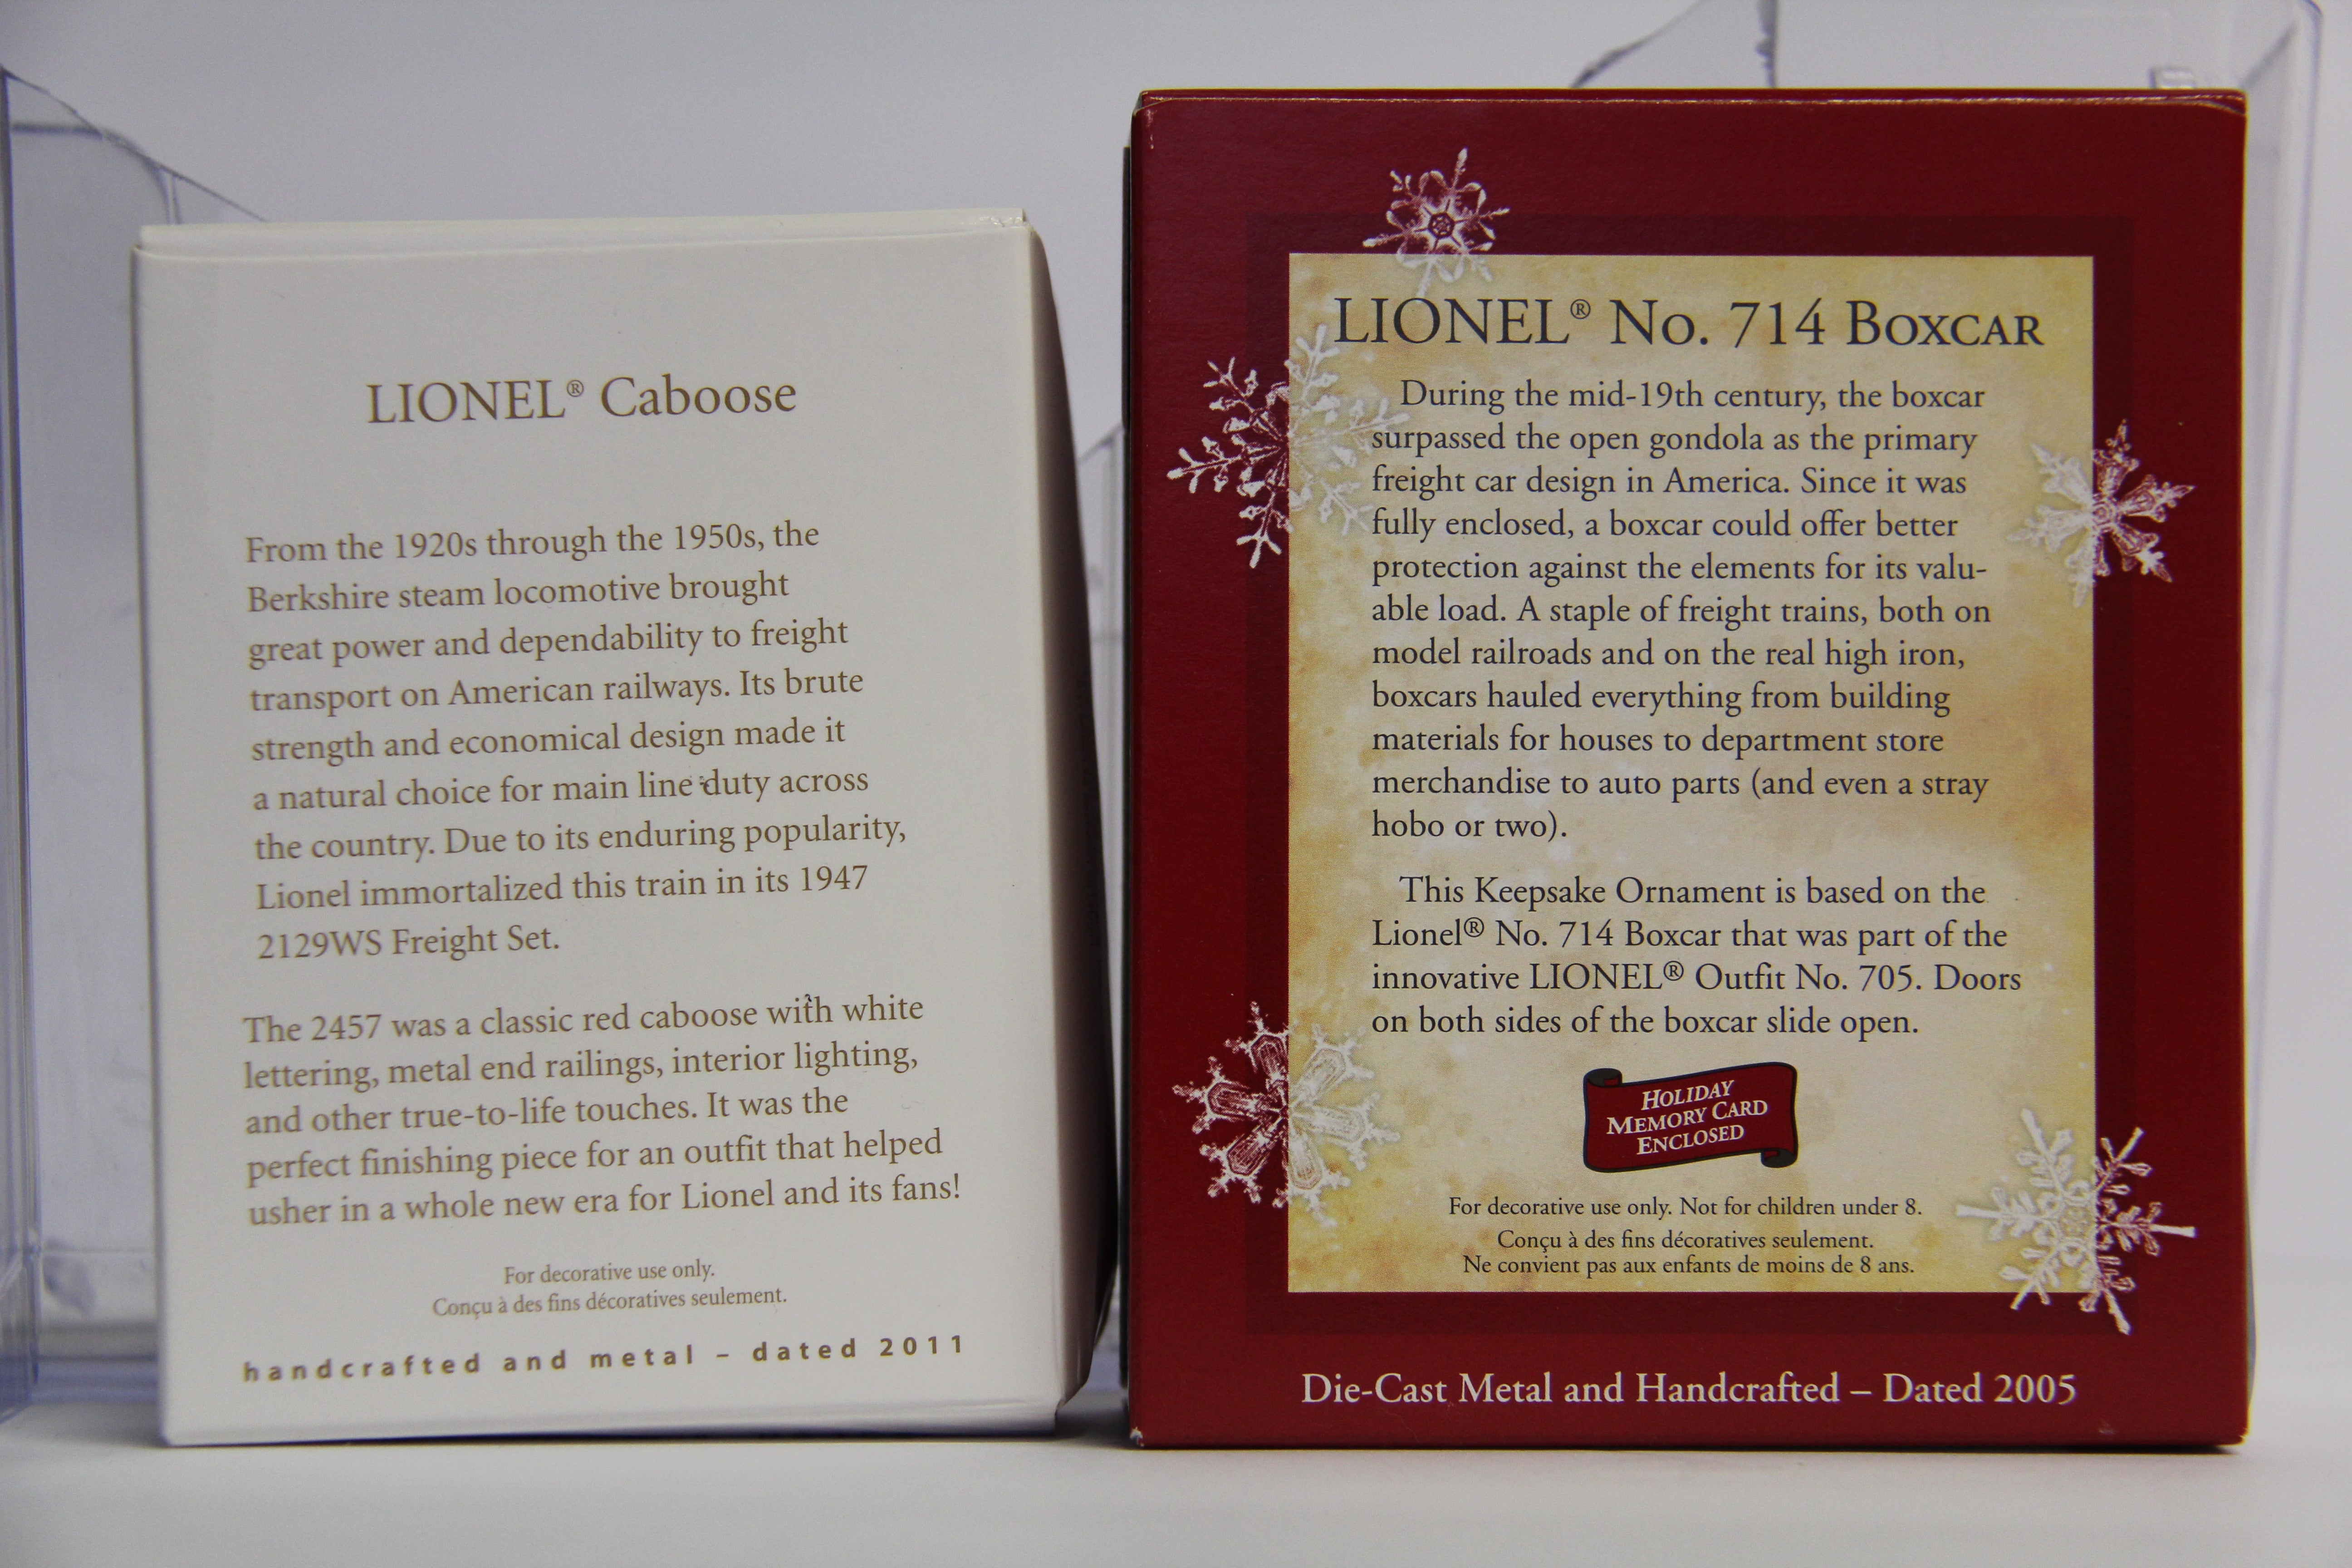 LIONEL® Caboose
From the 1920s through the 1950s, the
Berkshire steam locomotive brought
great power and dependability to freight
transport on American railways. Its brute
strength and economical design made it
a natural choice for main line duty across
the country. Due to its enduring popularity,
Lionel immortalized this train in its 1947
2129WS Freight Set.
The 2457 was a classic red caboose with white
lettering, metal end railings, interior lighting,
and other true-to-life touches. It was the
perfect finishing piece for an outfit that helped
usher in a whole new era for Lionel and its fans!
For decorative use only.
Conçu à des fins décoratives seulement.
handcrafted and metal – dated 2011
LIONEL® No. 714 Boxcar
During the mid-19th century, the boxcar
surpassed the open gondola as the primary
freight car design in America. Since it was
fully enclosed, a boxcar could offer better
protection against the elements for its valu-
able load. A staple of freight trains, both on
model railroads and on the real high iron,
boxcars hauled everything from building
materials for houses to department store
merchandise to auto parts (and even a stray
hobo or two).
This Keepsake Ornament is based on the
Lionel® No. 714 Boxcar that was part of the
innovative LIONEL® Outfit No. 705. Doors
on both sides of the boxcar slide open.
Holiday
Memory Card
Enclosed
For decorative use only. Not for children under 8.
Conçu à des fins décoratives seulement.
Ne convient pas aux enfants de moins de 8 ans.
Die-Cast Metal and Handcrafted – Dated 2005